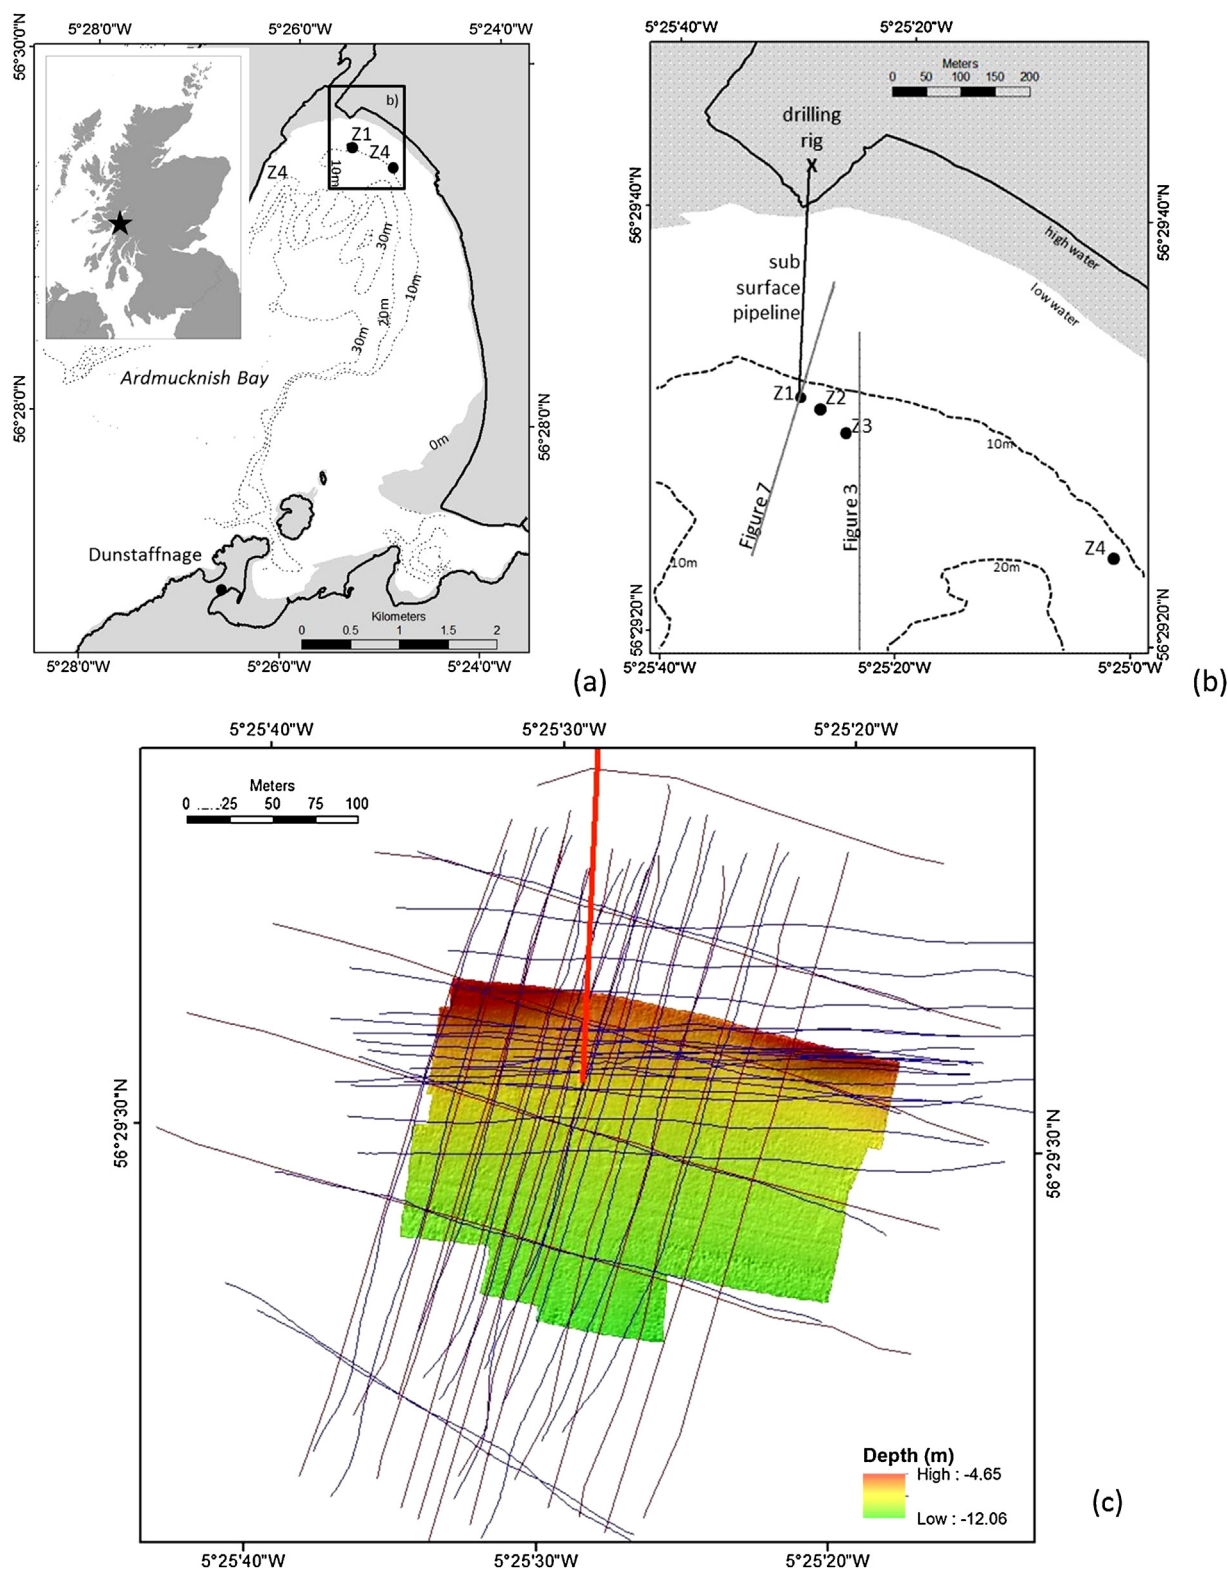 5°28'0"W
5°26'0"W
5°24'0"W
56°30'0"N
b)
Z1
Z4
Z4
10m
30m
10m
20m
30m
Ardmucknish Bay
56°28'0"N
56°28'0"N
0m
Dunstaffnage
Kilometers
0 0.5 1 1.5 2
5°28'0"W
5°26'0"W
5°24'0"W
(a)
5°25'40"W
5°25'20"W
Meters
0 50 100 150 200
drilling
rig
X
56°29'40"N
56°29'40"N
high water
low water
sub
surface
pipeline
Z1
Z2
Z3
10m
Figure 7
Figure 3
Z4
10m
20m
56°29'20"N
56°29'20"N
5°25'40"W
5°25'20"W
5°25'0"W
(b)
5°25'40"W
5°25'30"W
5°25'20"W
Meters
0 25 50 75 100
56°29'30"N
56°29'30"N
Depth (m)
High : -4.65
Low : -12.06
(c)
5°25'40"W
5°25'30"W
5°25'20"W